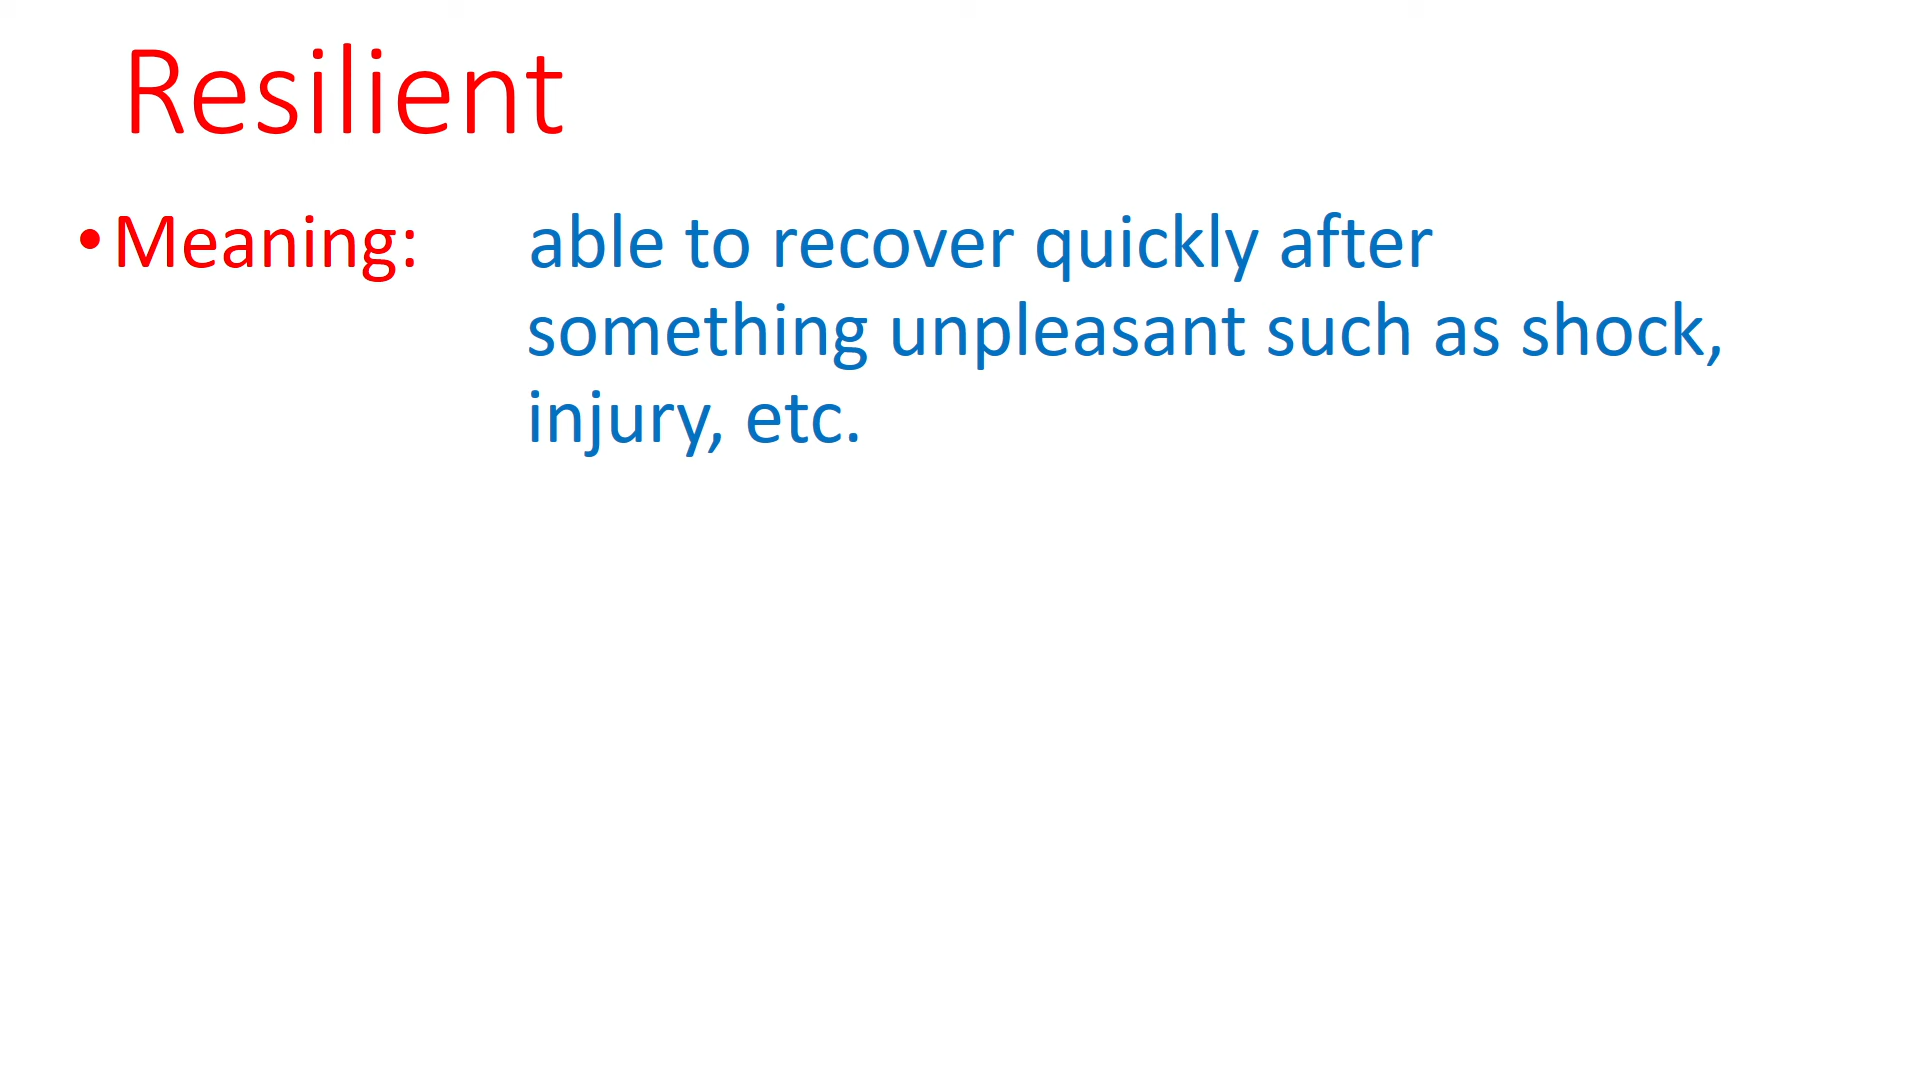 Resilient
• Meaning: able to recover quickly after
something unpleasant such as shock,
injury, etc.